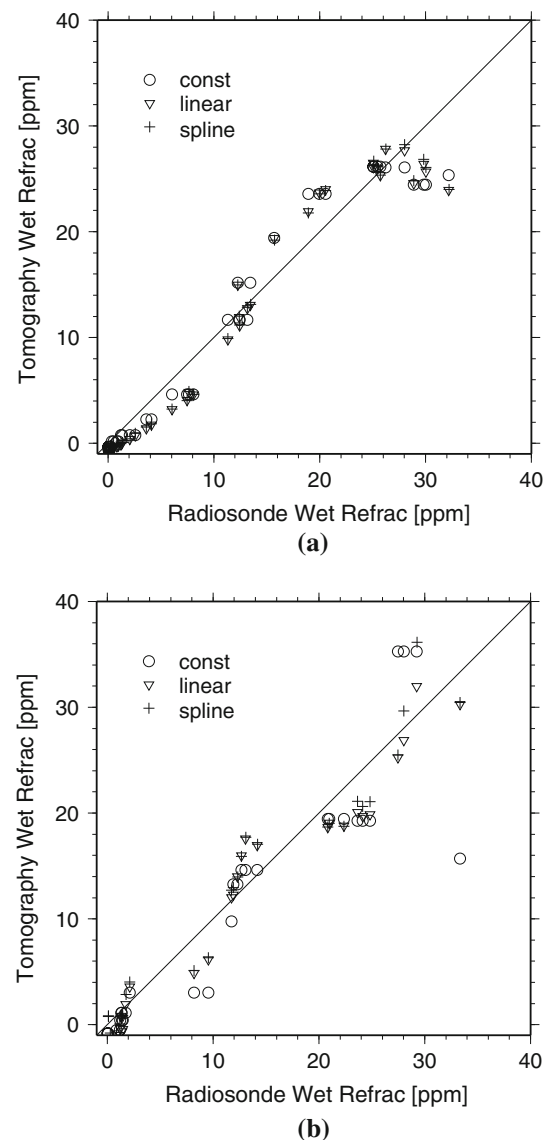 40
30
20
10
0
Tomography Wet Refrac [ppm]
const
linear
spline
0 10 20 30 40
Radiosonde Wet Refrac [ppm]
(a)
40
30
20
10
0
Tomography Wet Refrac [ppm]
const
linear
spline
0 10 20 30 40
Radiosonde Wet Refrac [ppm]
(b)